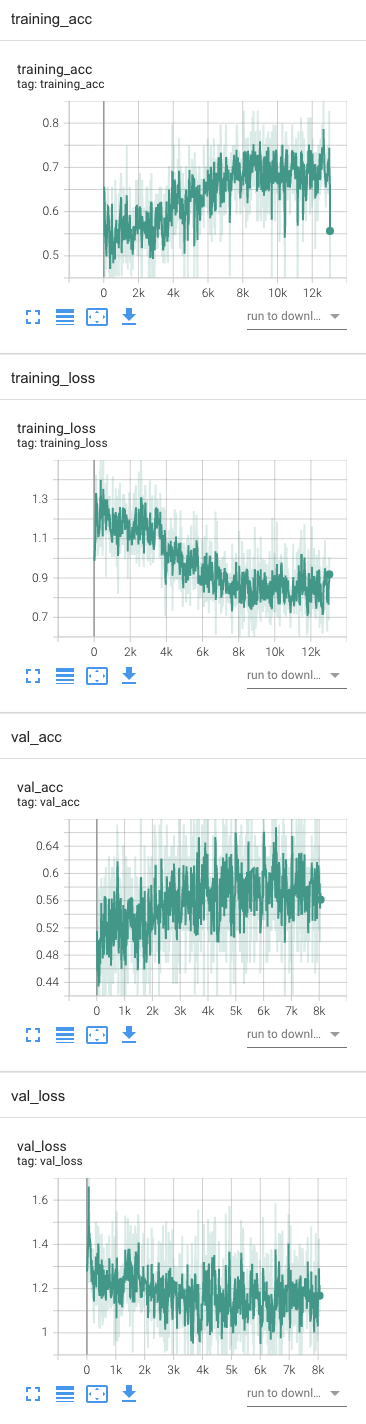 training_acc
training_acc
tag: training_acc
0.8
0.7
0.6
0.5
0 2k 4k 6k 8k 10k 12k
run to downl...
training_loss
training_loss
tag: training_loss
1.3
1.1
0.9
0.7
0 2k 4k 6k 8k 10k 12k
run to downl...
val_acc
val_acc
tag: val_acc
0.64
0.6
0.56
0.52
0.48
0.44
0 1k 2k 3k 4k 5k 6k 7k 8k
run to downl...
val_loss
val_loss
tag: val_loss
1.6
1.4
1.2
1
0 1k 2k 3k 4k 5k 6k 7k 8k
run to downl...